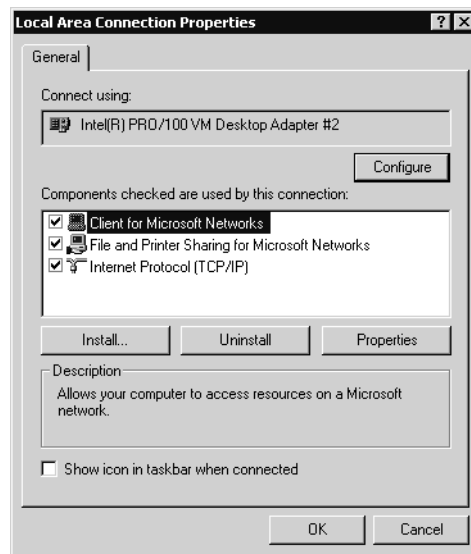 Local Area Connection Properties
General
Connect using:
Intel(R) PRO/100 VM Desktop Adapter #2
Configure
Components checked are used by this connection:
Client for Microsoft Networks
File and Printer Sharing for Microsoft Networks
Internet Protocol (TCP/IP)
Install... Uninstall Properties
Description
Allows your computer to access resources on a Microsoft
network.
Show icon in taskbar when connected
OK Cancel